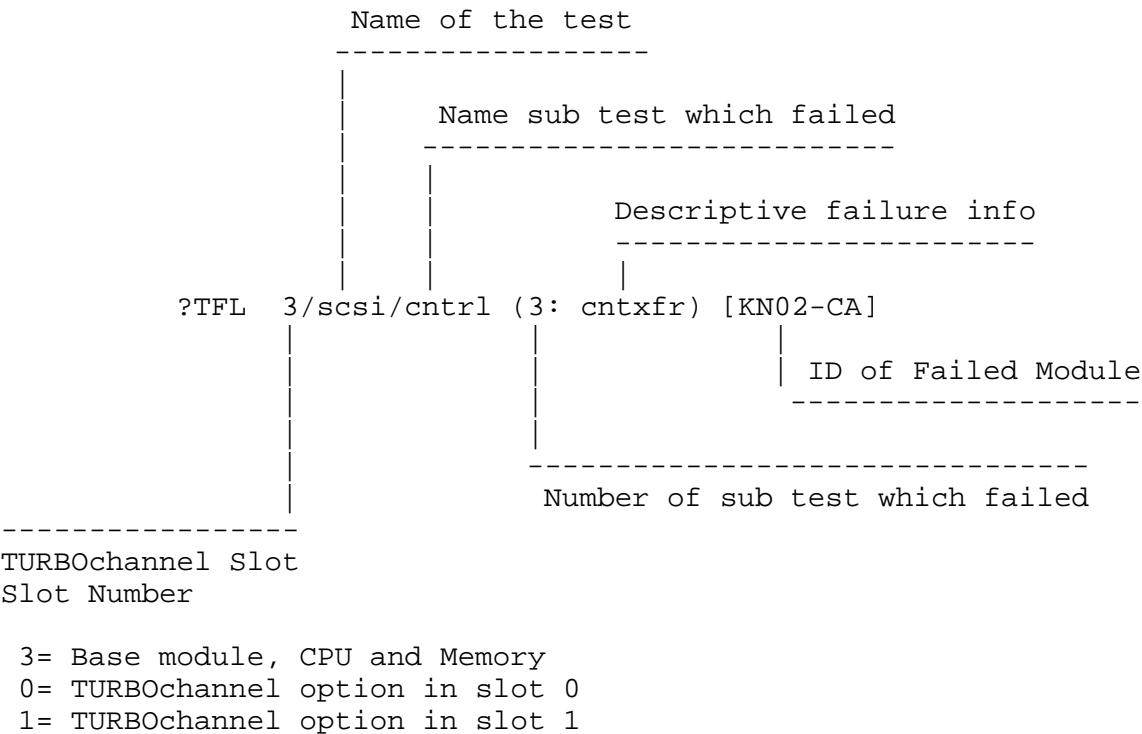 Name of the test
Name sub test which failed
Descriptive failure info
?TFL 3/scsi/cntrl (3: cntxfr) [KN02-CA]
ID of Failed Module
Number of sub test which failed
TURBOchannel Slot
Slot Number
3= Base module, CPU and Memory
0= TURBOchannel option in slot 0
1= TURBOchannel option in slot 1